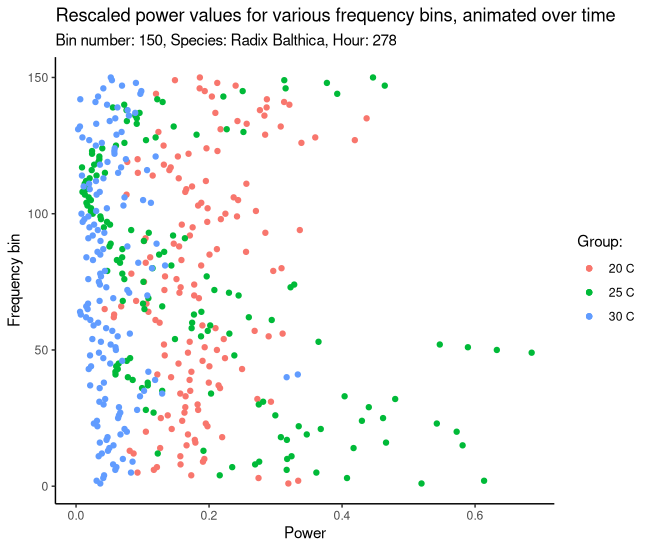 Rescaled power values for various frequency bins, animated over time
Bin number: 150, Species: Radix Balthica, Hour: 278
150
100
50
0
Frequency bin
0.0 0.2 0.4 0.6
Power
Group:
20 C
25 C
30 C